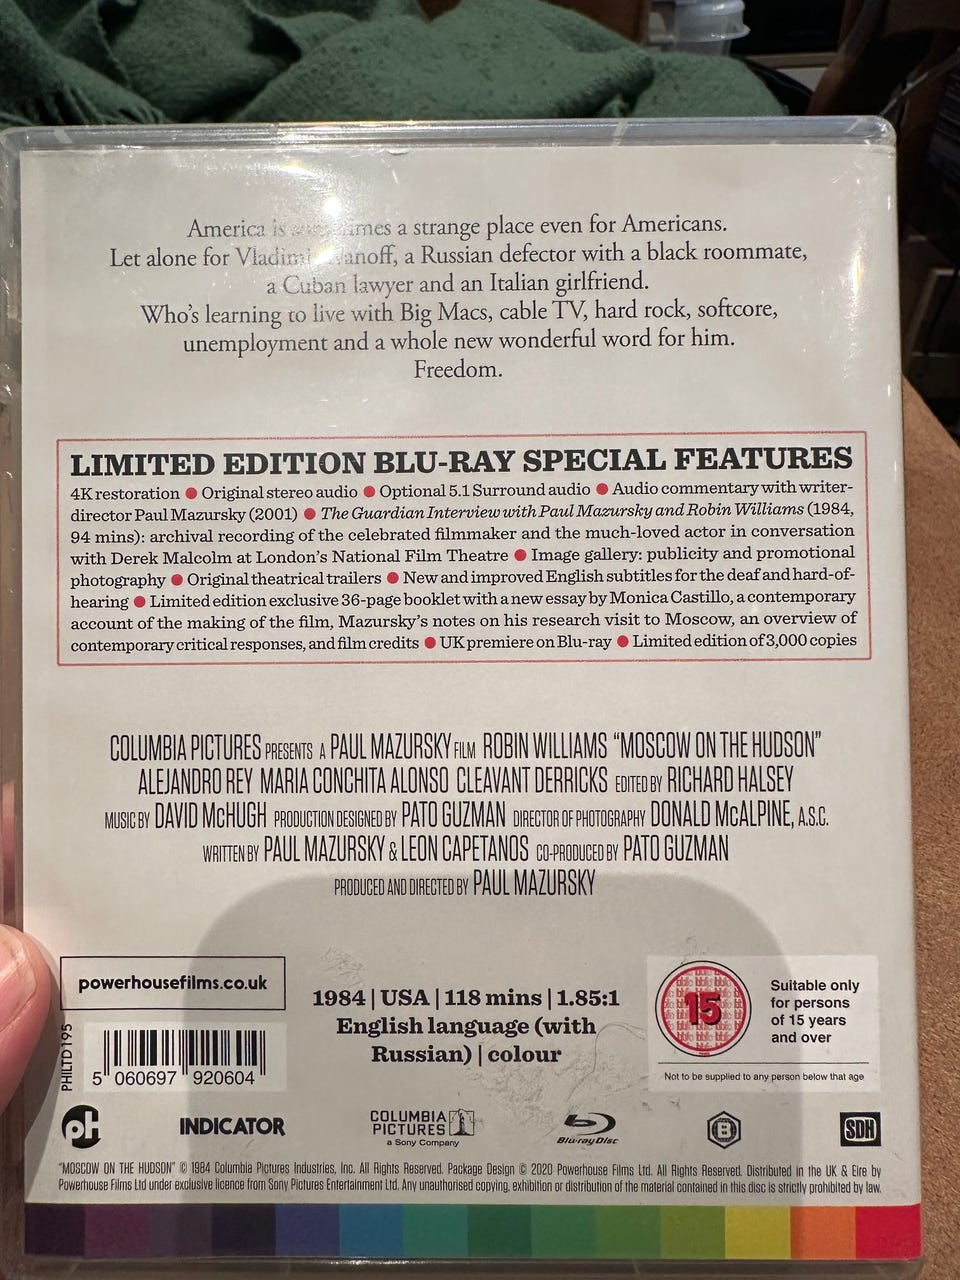 America is a strange place even for Americans.
Let alone for Vladimir Ivanoff, a Russian defector with a black roommate,
a Cuban lawyer and an Italian girlfriend.
Who's learning to live with Big Macs, cable TV, hard rock, softcore,
unemployment and a whole new wonderful word for him.
Freedom.
LIMITED EDITION BLU-RAY SPECIAL FEATURES
4K restoration ● Original stereo audio ● Optional 5.1 Surround audio ● Audio commentary with writer-
director Paul Mazursky (2001) ● The Guardian Interview with Paul Mazursky and Robin Williams (1984,
94 mins): archival recording of the celebrated filmmaker and the much-loved actor in conversation
with Derek Malcolm at London's National Film Theatre ● Image gallery: publicity and promotional
photography ● Original theatrical trailers ● New and improved English subtitles for the deaf and hard-of-
hearing ● Limited edition exclusive 36-page booklet with a new essay by Monica Castillo, a contemporary
account of the making of the film, Mazursky's notes on his research visit to Moscow, an overview of
contemporary critical responses, and film credits ● UK premiere on Blu-ray ● Limited edition of 3,000 copies
COLUMBIA PICTURES PRESENTS A PAUL MAZURSKY FILM ROBIN WILLIAMS "MOSCOW ON THE HUDSON"
ALEJANDRO REY MARIA CONCHITA ALONSO CLEAVANT DERRICKS EDITED BY RICHARD HALSEY
MUSIC BY DAVID McHUGH PRODUCTION DESIGNED BY PATO GUZMAN DIRECTOR OF PHOTOGRAPHY DONALD McALPINE, A.S.C.
WRITTEN BY PAUL MAZURSKY & LEON CAPETANOS CO-PRODUCED BY PATO GUZMAN
PRODUCED AND DIRECTED BY PAUL MAZURSKY
powerhousefilms.co.uk
PHILTD195
5 060697 920604
1984 | USA | 118 mins | 1.85:1
English language (with
Russian) | colour
15
Suitable only
for persons
of 15 years
and over
Not to be supplied to any person below that age
pH
INDICATOR
COLUMBIA
PICTURES
a Sony Company
Blu-ray Disc
B
SDH
"MOSCOW ON THE HUDSON" © 1984 Columbia Pictures Industries, Inc. All Rights Reserved. Package Design © 2020 Powerhouse Films Ltd. All Rights Reserved. Distributed in the UK & Eire by
Powerhouse Films Ltd under exclusive licence from Sony Pictures Entertainment Ltd. Any unauthorised copying, exhibition or distribution of the material contained in this disc is strictly prohibited by law.